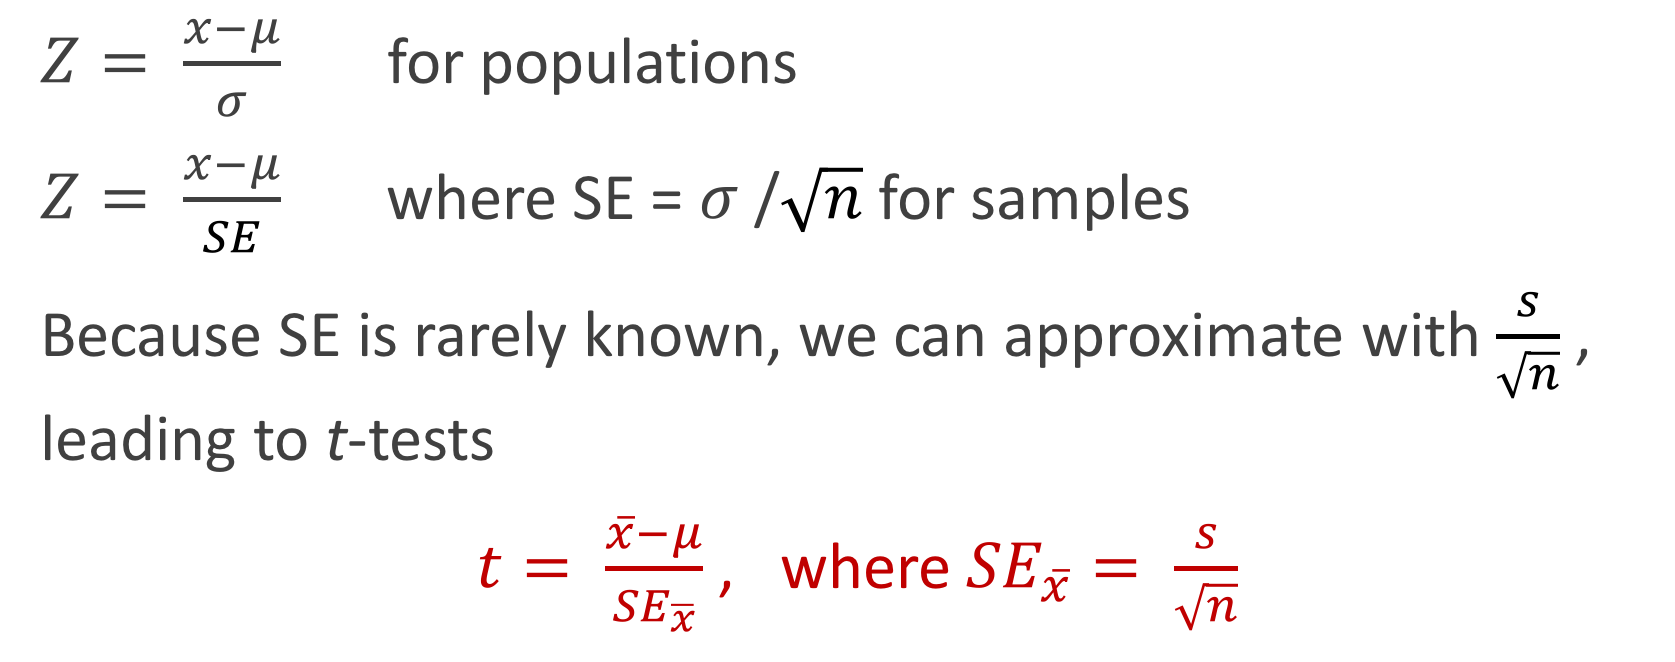 Z = (x−μ)/σ for populations
Z = (x−μ)/SE where SE = σ /√n for samples
Because SE is rarely known, we can approximate with s/√n ,
leading to t-tests
t = (x̄−μ)/SE_x̄ , where SE_x̄ = s/√n